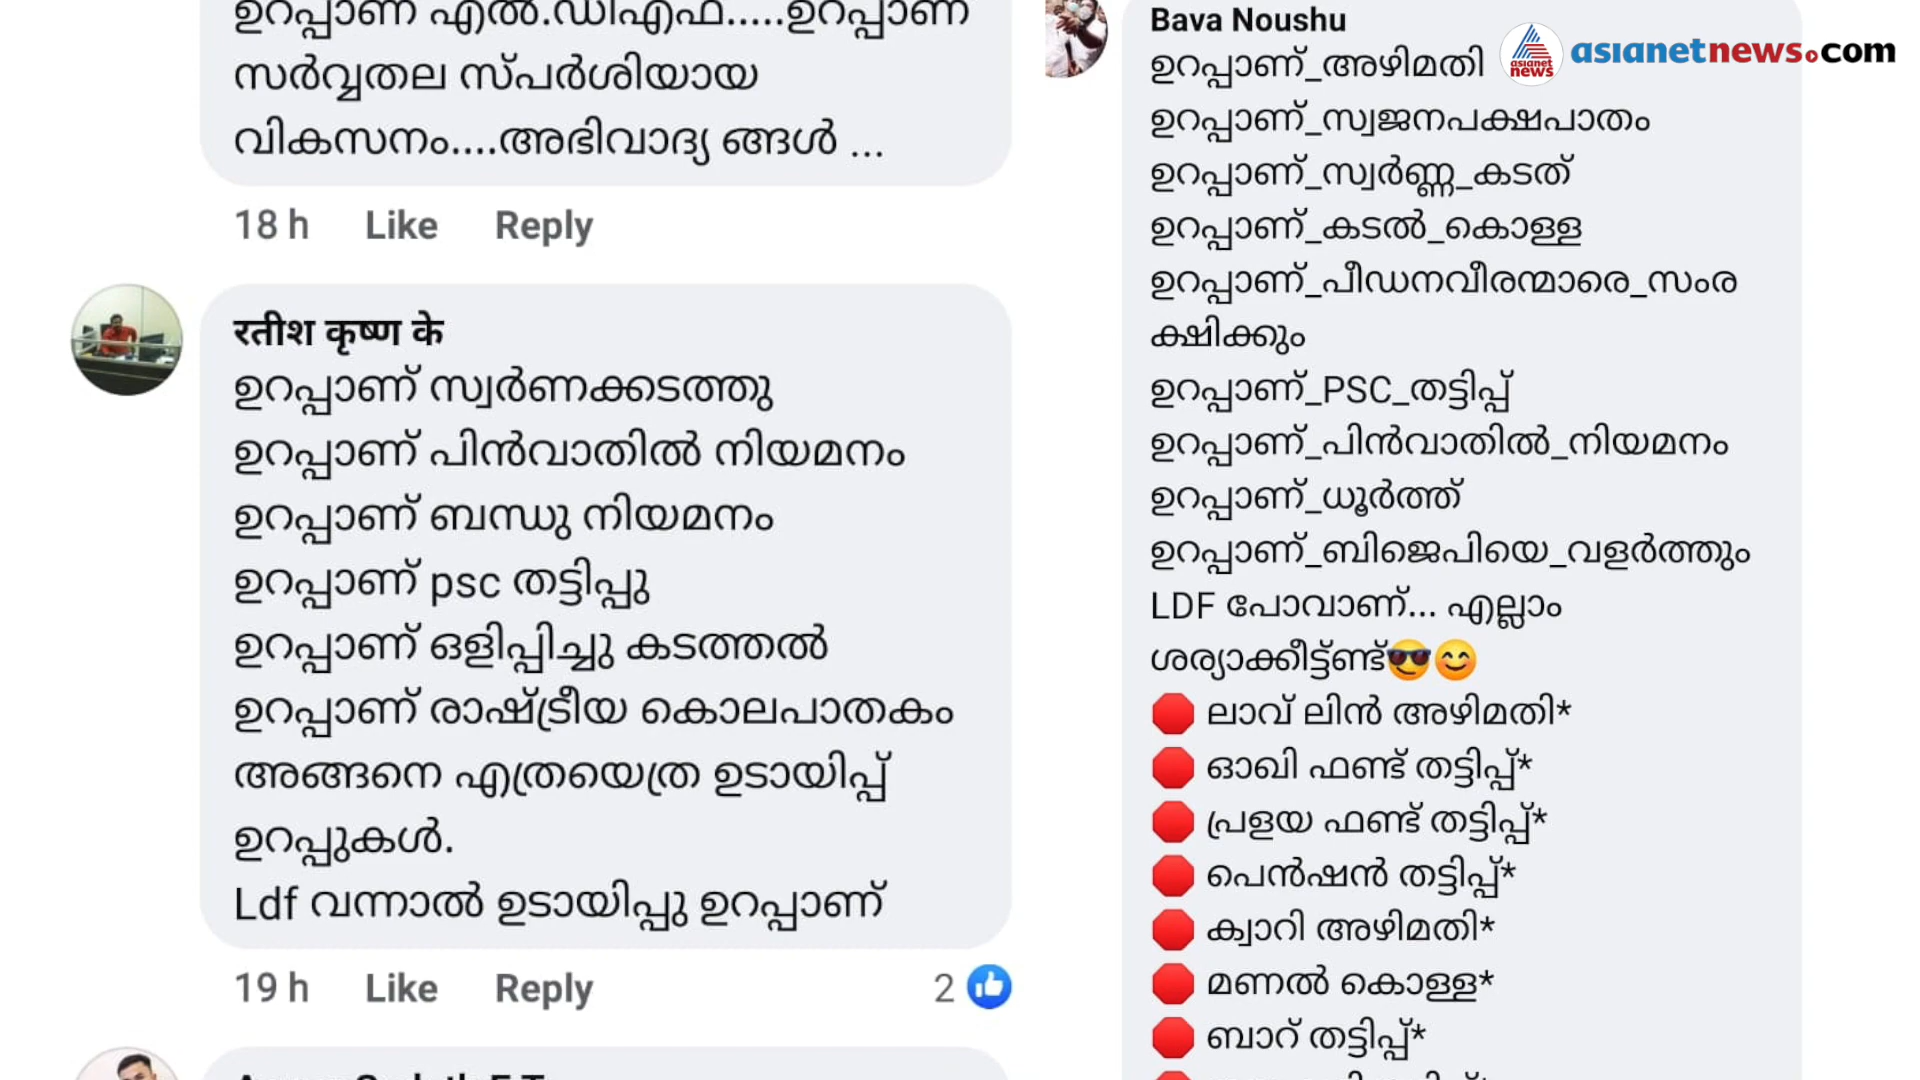 ഉറപ്പാണ് എൽ.ഡിഎഫ്.....ഉറപ്പാണ്
സർവ്വതല സ്പർശിയായ
വികസനം....അഭിവാദ്യ ങ്ങൾ ...
18 h Like Reply
रतीश कृष्ण के
ഉറപ്പാണ് സ്വർണക്കടത്തു
ഉറപ്പാണ് പിൻവാതിൽ നിയമനം
ഉറപ്പാണ് ബന്ധു നിയമനം
ഉറപ്പാണ് psc തട്ടിപ്പു
ഉറപ്പാണ് ഒളിപ്പിച്ചു കടത്തൽ
ഉറപ്പാണ് രാഷ്ട്രീയ കൊലപാതകം
അങ്ങനെ എത്രയെത്ര ഉടായിപ്പ്
ഉറപ്പുകൾ.
Ldf വന്നാൽ ഉടായിപ്പു ഉറപ്പാണ്
19 h Like Reply 2
Bava Noushu
ഉറപ്പാണ്_അഴിമതി
ഉറപ്പാണ്_സ്വജനപക്ഷപാതം
ഉറപ്പാണ്_സ്വർണ്ണ_കടത്
ഉറപ്പാണ്_കടൽ_കൊള്ള
ഉറപ്പാണ്_പീഡനവീരന്മാരെ_സംര
ക്ഷിക്കും
ഉറപ്പാണ്_PSC_തട്ടിപ്പ്
ഉറപ്പാണ്_പിൻവാതിൽ_നിയമനം
ഉറപ്പാണ്_ധൂർത്ത്
ഉറപ്പാണ്_ബിജെപിയെ_വളർത്തും
LDF പോവാണ്... എല്ലാം
ശര്യാക്കീട്ട്ണ്ട്😎😊
🛑 ലാവ് ലിൻ അഴിമതി*
🛑 ഓഖി ഫണ്ട് തട്ടിപ്പ്*
🛑 പ്രളയ ഫണ്ട് തട്ടിപ്പ്*
🛑 പെൻഷൻ തട്ടിപ്പ്*
🛑 ക്വാറി അഴിമതി*
🛑 മണൽ കൊള്ള*
🛑 ബാറ് തട്ടിപ്പ്*
asianet news
asianetnews.com